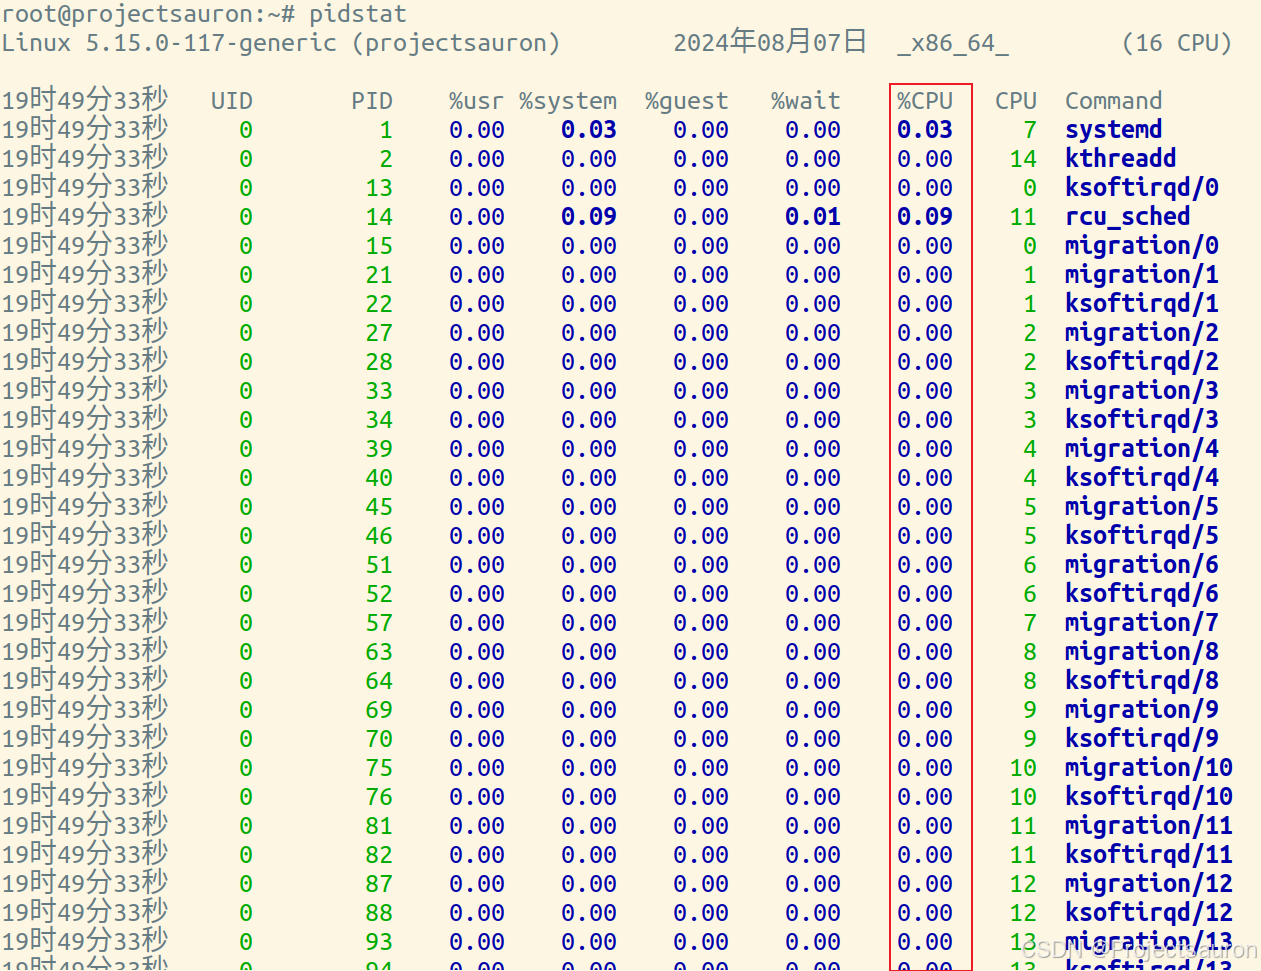 root@projectsauron:~# pidstat
Linux 5.15.0-117-generic (projectsauron) 2024年08月07日 _x86_64_ (16 CPU)
19时49分33秒 UID PID %usr %system %guest %wait %CPU CPU Command
19时49分33秒 0 1 0.00 0.03 0.00 0.00 0.03 7 systemd
19时49分33秒 0 2 0.00 0.00 0.00 0.00 0.00 14 kthreadd
19时49分33秒 0 13 0.00 0.00 0.00 0.00 0.00 0 ksoftirqd/0
19时49分33秒 0 14 0.00 0.09 0.00 0.01 0.09 11 rcu_sched
19时49分33秒 0 15 0.00 0.00 0.00 0.00 0.00 0 migration/0
19时49分33秒 0 21 0.00 0.00 0.00 0.00 0.00 1 migration/1
19时49分33秒 0 22 0.00 0.00 0.00 0.00 0.00 1 ksoftirqd/1
19时49分33秒 0 27 0.00 0.00 0.00 0.00 0.00 2 migration/2
19时49分33秒 0 28 0.00 0.00 0.00 0.00 0.00 2 ksoftirqd/2
19时49分33秒 0 33 0.00 0.00 0.00 0.00 0.00 3 migration/3
19时49分33秒 0 34 0.00 0.00 0.00 0.00 0.00 3 ksoftirqd/3
19时49分33秒 0 39 0.00 0.00 0.00 0.00 0.00 4 migration/4
19时49分33秒 0 40 0.00 0.00 0.00 0.00 0.00 4 ksoftirqd/4
19时49分33秒 0 45 0.00 0.00 0.00 0.00 0.00 5 migration/5
19时49分33秒 0 46 0.00 0.00 0.00 0.00 0.00 5 ksoftirqd/5
19时49分33秒 0 51 0.00 0.00 0.00 0.00 0.00 6 migration/6
19时49分33秒 0 52 0.00 0.00 0.00 0.00 0.00 6 ksoftirqd/6
19时49分33秒 0 57 0.00 0.00 0.00 0.00 0.00 7 migration/7
19时49分33秒 0 63 0.00 0.00 0.00 0.00 0.00 8 migration/8
19时49分33秒 0 64 0.00 0.00 0.00 0.00 0.00 8 ksoftirqd/8
19时49分33秒 0 69 0.00 0.00 0.00 0.00 0.00 9 migration/9
19时49分33秒 0 70 0.00 0.00 0.00 0.00 0.00 9 ksoftirqd/9
19时49分33秒 0 75 0.00 0.00 0.00 0.00 0.00 10 migration/10
19时49分33秒 0 76 0.00 0.00 0.00 0.00 0.00 10 ksoftirqd/10
19时49分33秒 0 81 0.00 0.00 0.00 0.00 0.00 11 migration/11
19时49分33秒 0 82 0.00 0.00 0.00 0.00 0.00 11 ksoftirqd/11
19时49分33秒 0 87 0.00 0.00 0.00 0.00 0.00 12 migration/12
19时49分33秒 0 88 0.00 0.00 0.00 0.00 0.00 12 ksoftirqd/12
19时49分33秒 0 93 0.00 0.00 0.00 0.00 0.00 13 migration/13
19时49分33秒 0 94 0.00 0.00 0.00 0.00 0.00 13 ksoftirqd/13
CSDN @Projectsauron